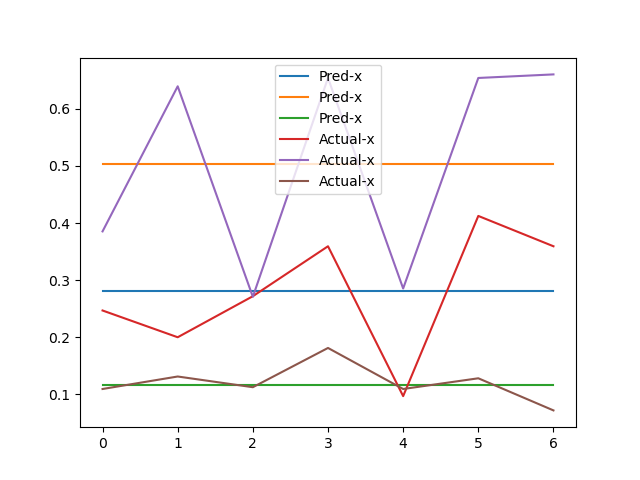 Pred-x
Pred-x
Pred-x
Actual-x
Actual-x
Actual-x
0.6
0.5
0.4
0.3
0.2
0.1
0 1 2 3 4 5 6